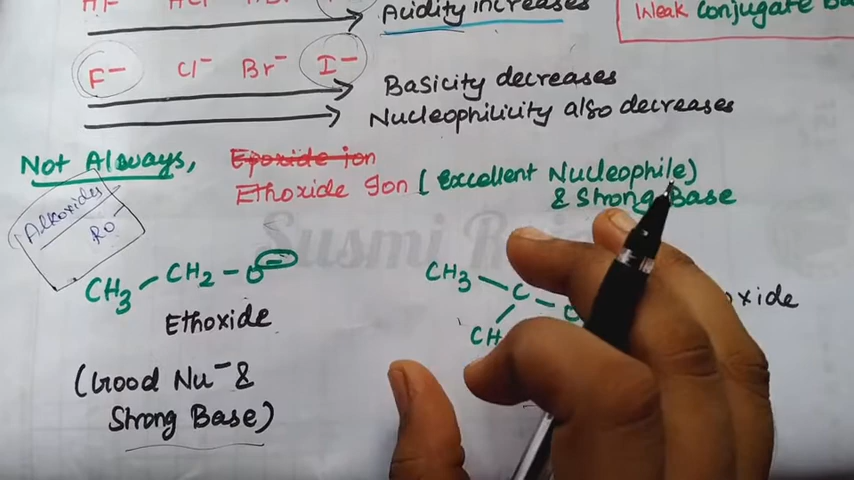 Acidity increases
Weak Conjugate
F⁻ Cl⁻ Br⁻ I⁻
Basicity decreases
Nucleophilicity also decreases
Not Always,
Epoxide ion
Ethoxide Ion (Excellent Nucleophile)
& Strong Base
Alkoxides
RO
Susmi
CH3 - CH2 - O⁻
Ethoxide
CH3 - C -
CH
(Good Nu⁻ &
Strong Base)